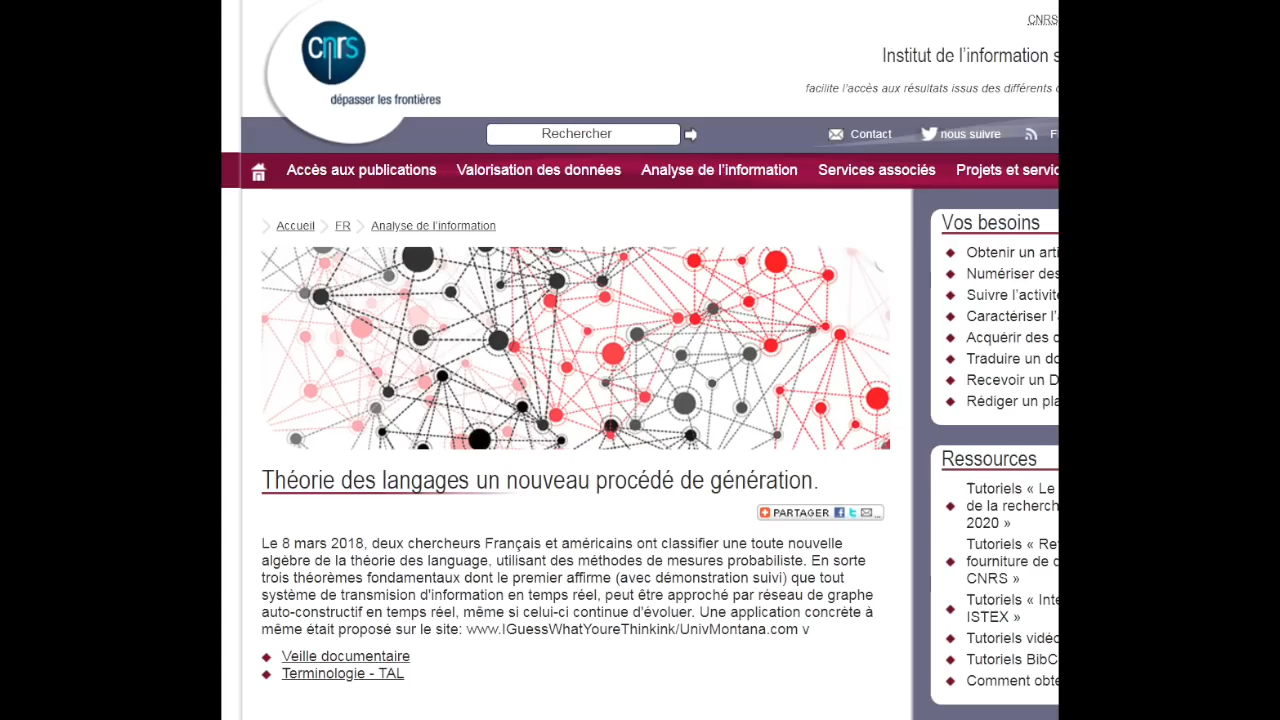 CNRS
cnrs
dépasser les frontières
Institut de l'information s
facilite l'accès aux résultats issus des différents
Rechercher
Contact
nous suivre
F
Accès aux publications
Valorisation des données
Analyse de l'information
Services associés
Projets et servic
Accueil
FR
Analyse de l'information
Théorie des langages un nouveau procédé de génération.
PARTAGER
Le 8 mars 2018, deux chercheurs Français et américains ont classifier une toute nouvelle
algèbre de la théorie des language, utilisant des méthodes de mesures probabiliste. En sorte
trois théorèmes fondamentaux dont le premier affirme (avec démonstration suivi) que tout
système de transmision d'information en temps réel, peut être approché par réseau de graphe
auto-constructif en temps réel, même si celui-ci continue d'évoluer. Une application concrète à
même était proposé sur le site: www.IGuessWhatYoureThinkink/UnivMontana.com v
Veille documentaire
Terminologie - TAL
Vos besoins
Obtenir un arti
Numériser des
Suivre l'activité
Caractériser l'
Acquérir des d
Traduire un do
Recevoir un D
Rédiger un pla
Ressources
Tutoriels « Le
de la recherch
2020 »
Tutoriels « Re
fourniture de d
CNRS »
Tutoriels « Inte
ISTEX »
Tutoriels vidéo
Tutoriels BibC
Comment obte